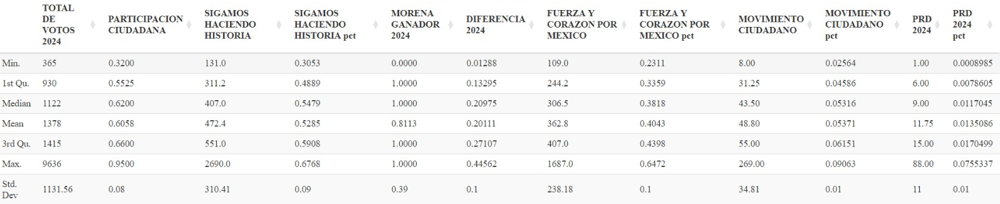 TOTAL DE VOTOS 2024 PARTICIPACION CIUDADANA SIGAMOS HACIENDO HISTORIA SIGAMOS HACIENDO HISTORIA pct MORENA GANADOR 2024 DIFERENCIA 2024 FUERZA Y CORAZON POR MEXICO FUERZA Y CORAZON POR MEXICO pct MOVIMIENTO CIUDADANO MOVIMIENTO CIUDADANO pct PRD 2024 PRD 2024 pct
Min. 365 0.3200 131.0 0.3053 0.0000 0.01288 109.0 0.2311 8.00 0.02564 1.00 0.0008985
1st Qu. 930 0.5525 311.2 0.4889 1.0000 0.13295 244.2 0.3359 31.25 0.04586 6.00 0.0078605
Median 1122 0.6200 407.0 0.5479 1.0000 0.20975 306.5 0.3818 43.50 0.05316 9.00 0.0117045
Mean 1378 0.6058 472.4 0.5285 0.8113 0.20111 362.8 0.4043 48.80 0.05371 11.75 0.0135086
3rd Qu. 1415 0.6600 551.0 0.5908 1.0000 0.27107 407.0 0.4398 55.00 0.06151 15.00 0.0170499
Max. 9636 0.9500 2690.0 0.6768 1.0000 0.44562 1687.0 0.6472 269.00 0.09063 88.00 0.0755337
Std. Dev 1131.56 0.08 310.41 0.09 0.39 0.1 238.18 0.1 34.81 0.01 11 0.01